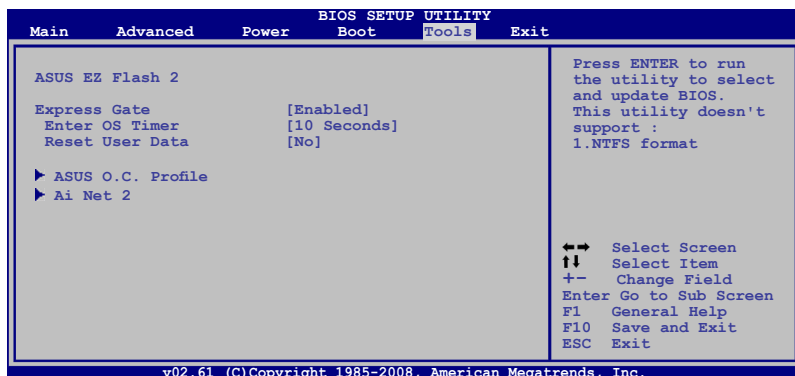 BIOS SETUP UTILITY
Main Advanced Power Boot Tools Exit
ASUS EZ Flash 2
Express Gate [Enabled]
Enter OS Timer [10 Seconds]
Reset User Data [No]
ASUS O.C. Profile
Ai Net 2
Press ENTER to run
the utility to select
and update BIOS.
This utility doesn't
support :
1.NTFS format
←→ Select Screen
↑↓ Select Item
+- Change Field
Enter Go to Sub Screen
F1 General Help
F10 Save and Exit
ESC Exit
v02.61 (C)Copyright 1985-2008, American Megatrends, Inc.